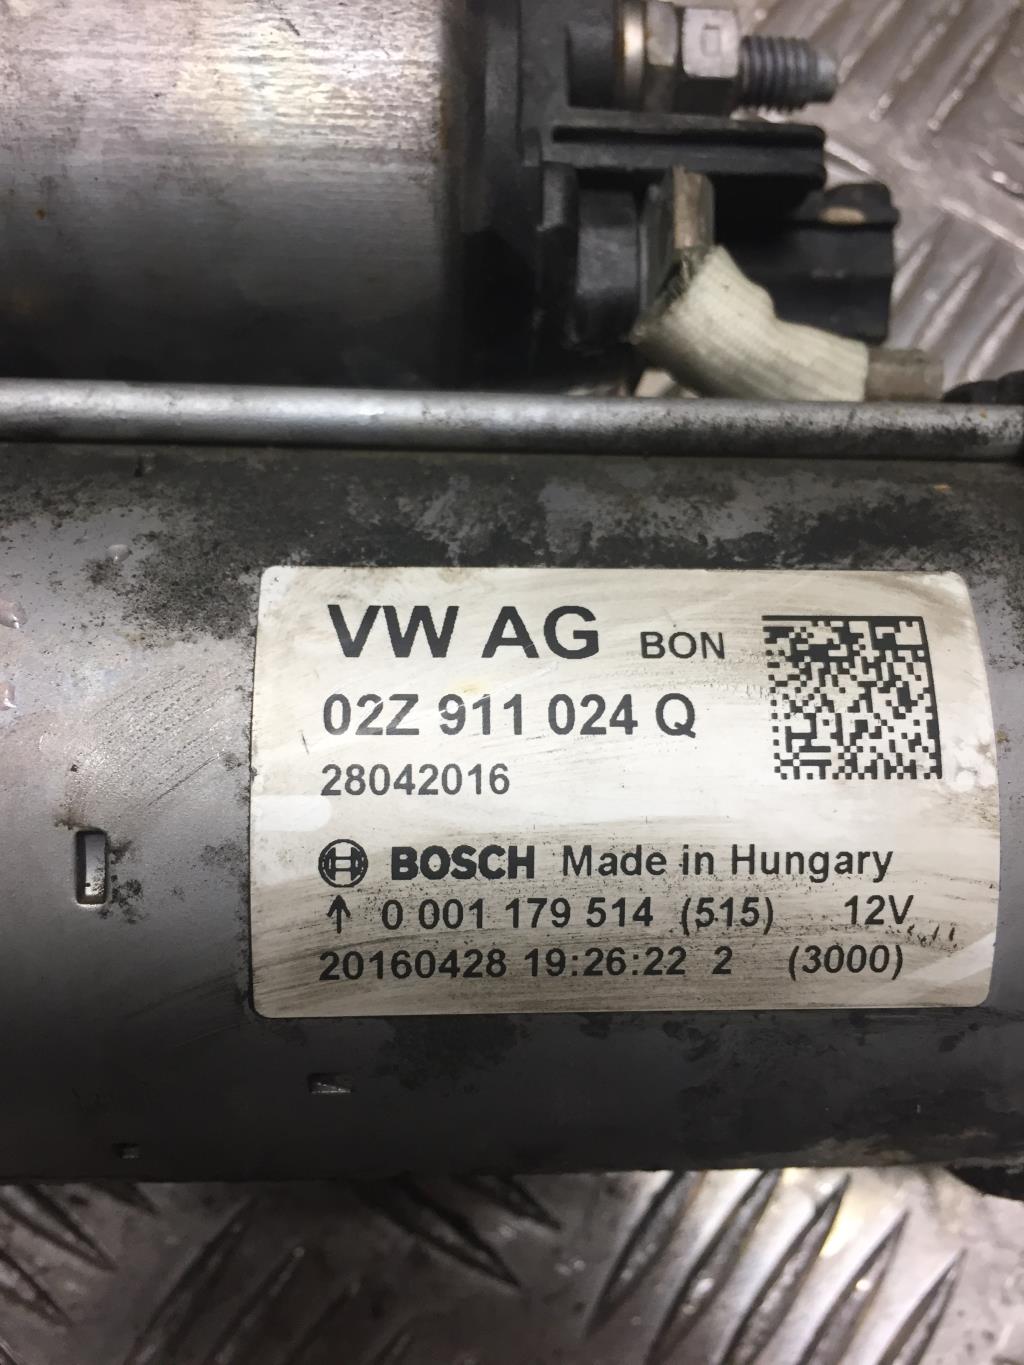 VW AG BON
02Z 911 024 Q
28042016
BOSCH Made in Hungary
↑ 0 001 179 514 (515) 12V
20160428 19:26:22 2 (3000)